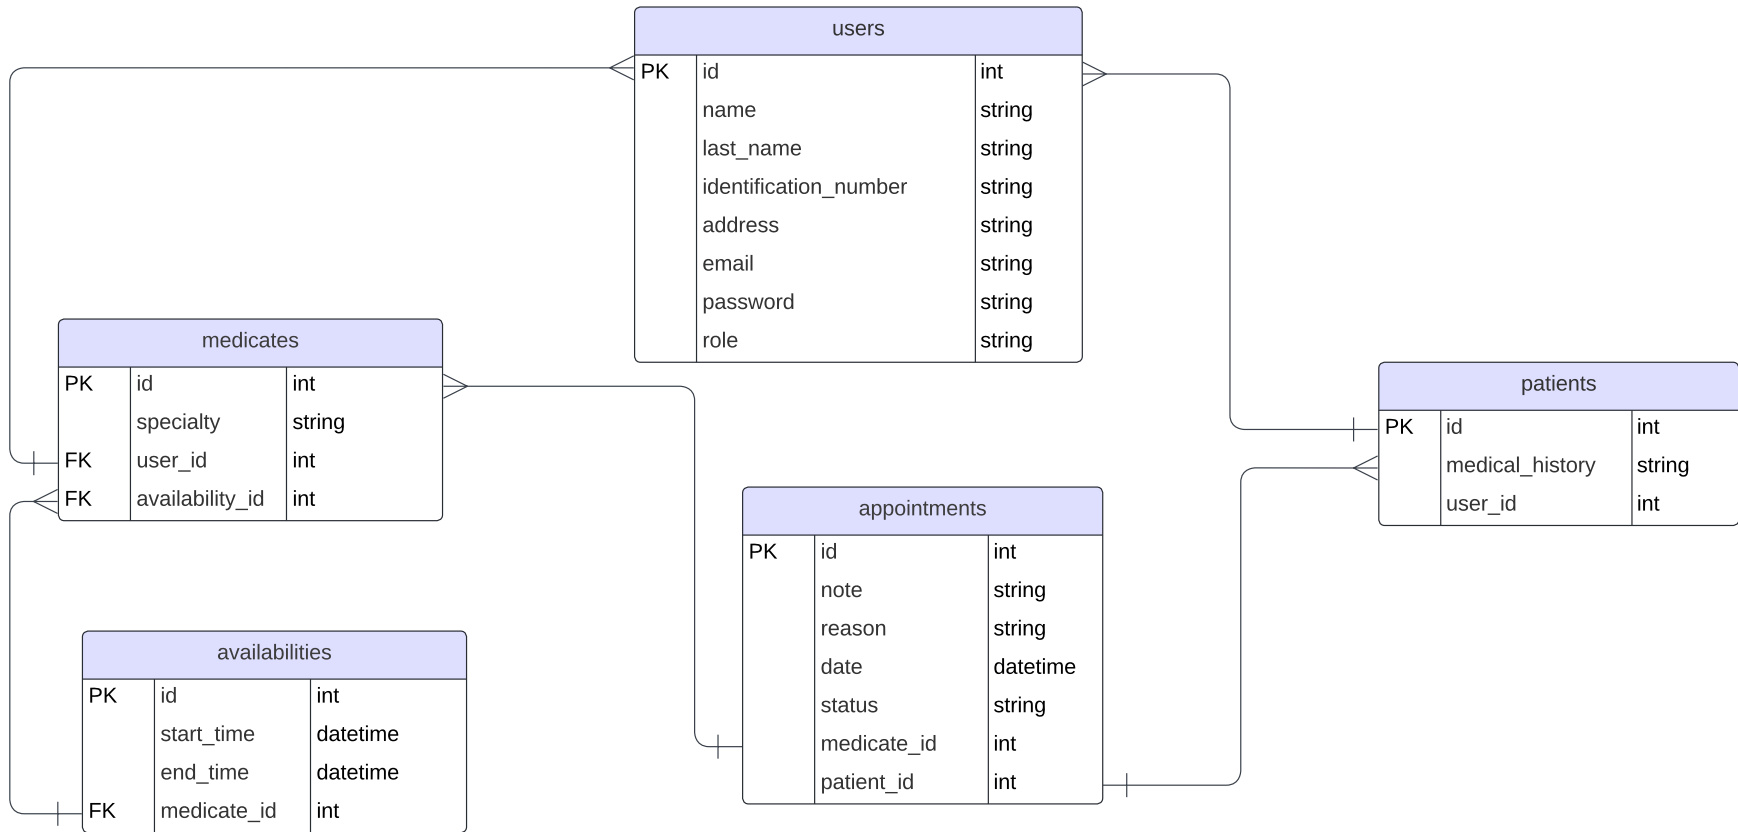 users
PK id int
name string
last_name string
identification_number string
address string
email string
password string
role string
medicates
PK id int
specialty string
FK user_id int
FK availability_id int
patients
PK id int
medical_history string
user_id int
appointments
PK id int
note string
reason string
date datetime
status string
medicate_id int
patient_id int
availabilities
PK id int
start_time datetime
end_time datetime
FK medicate_id int